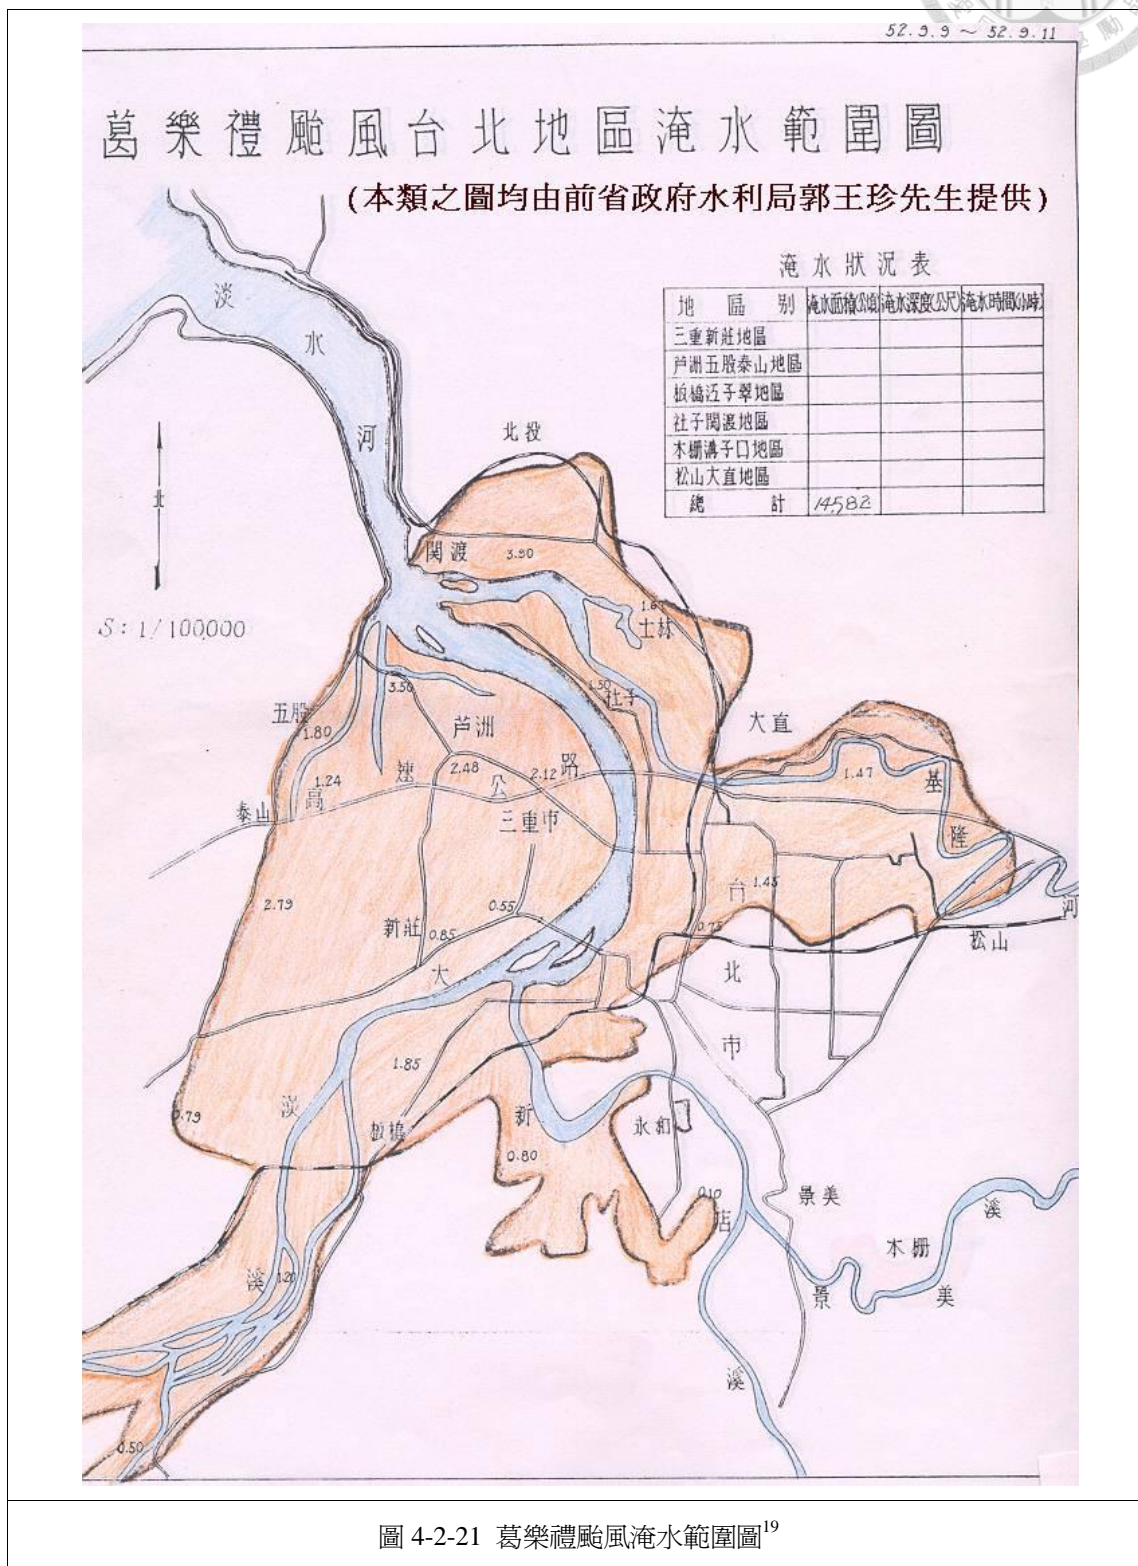 52.9.9 ~ 52.9.11
葛樂禮颱風台北地區淹水範圍圖
(本類之圖均由前省政府水利局郭王珍先生提供)
淹水狀況表
地區別 淹水面積(公頃) 淹水深度(公尺) 淹水時間(小時)
三重新莊地區
芦洲五股泰山地區
板橋江子翠地區
社子関渡地區
木柵溝子口地區
松山大直地區
總計 14,582
淡
水
河
北
S: 1/100,000
北投
関渡
3.90
士林
1.50
社子
3.50
五股
1.80
芦洲
大直
1.24
高
速
公
路
2.48
2.12
1.47
基
隆
河
泰山
三重市
台
1.45
2.79
0.55
新莊
0.85
0.75
松山
大
北
市
1.85
0.79
淡
板橋
新
永和
0.80
0.10
店
景美
溪
木柵
溪
1.20
景
美
溪
0.50
圖 4-2-21 葛樂禮颱風淹水範圍圖19